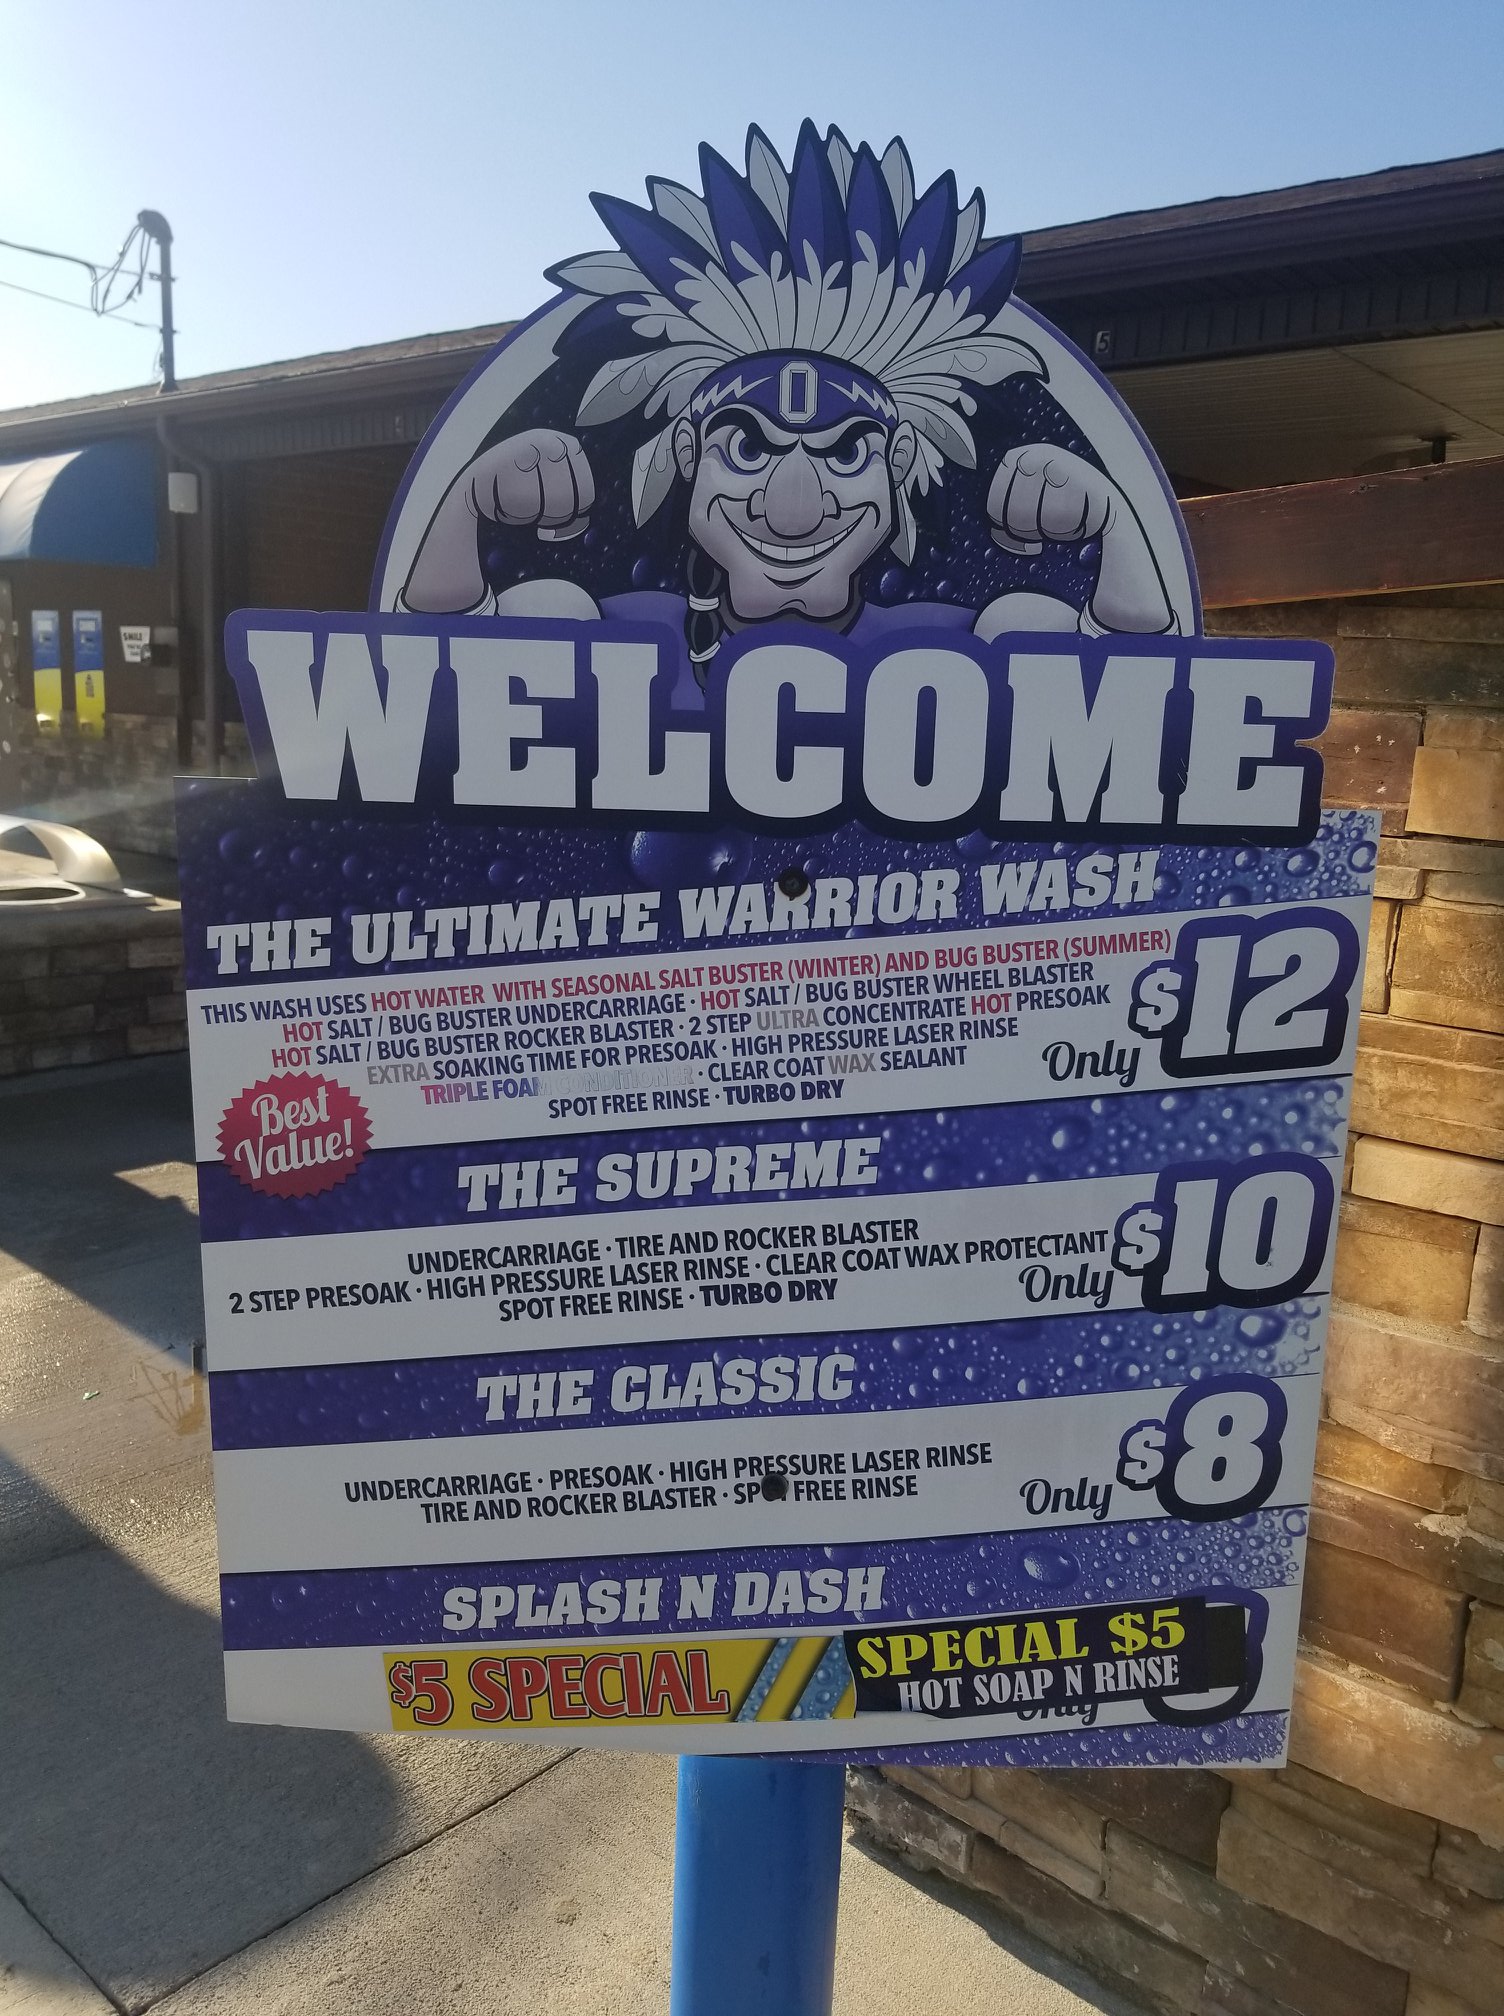 5
O
SMILE
WELCOME
THE ULTIMATE WARRIOR WASH
THIS WASH USES HOT WATER WITH SEASONAL SALT BUSTER (WINTER) AND BUG BUSTER (SUMMER)
HOT SALT / BUG BUSTER UNDERCARRIAGE · HOT SALT / BUG BUSTER WHEEL BLASTER
HOT SALT / BUG BUSTER ROCKER BLASTER · 2 STEP ULTRA CONCENTRATE HOT PRESOAK
EXTRA SOAKING TIME FOR PRESOAK · HIGH PRESSURE LASER RINSE
TRIPLE FOAM CONDITIONER · CLEAR COAT WAX SEALANT
SPOT FREE RINSE · TURBO DRY
Only $12
Best
Value!
THE SUPREME
UNDERCARRIAGE · TIRE AND ROCKER BLASTER
2 STEP PRESOAK · HIGH PRESSURE LASER RINSE · CLEAR COAT WAX PROTECTANT
SPOT FREE RINSE · TURBO DRY
Only $10
THE CLASSIC
UNDERCARRIAGE · PRESOAK · HIGH PRESSURE LASER RINSE
TIRE AND ROCKER BLASTER · SPOT FREE RINSE
Only $8
SPLASH N DASH
$5 SPECIAL
SPECIAL $5
HOT SOAP N RINSE
Only